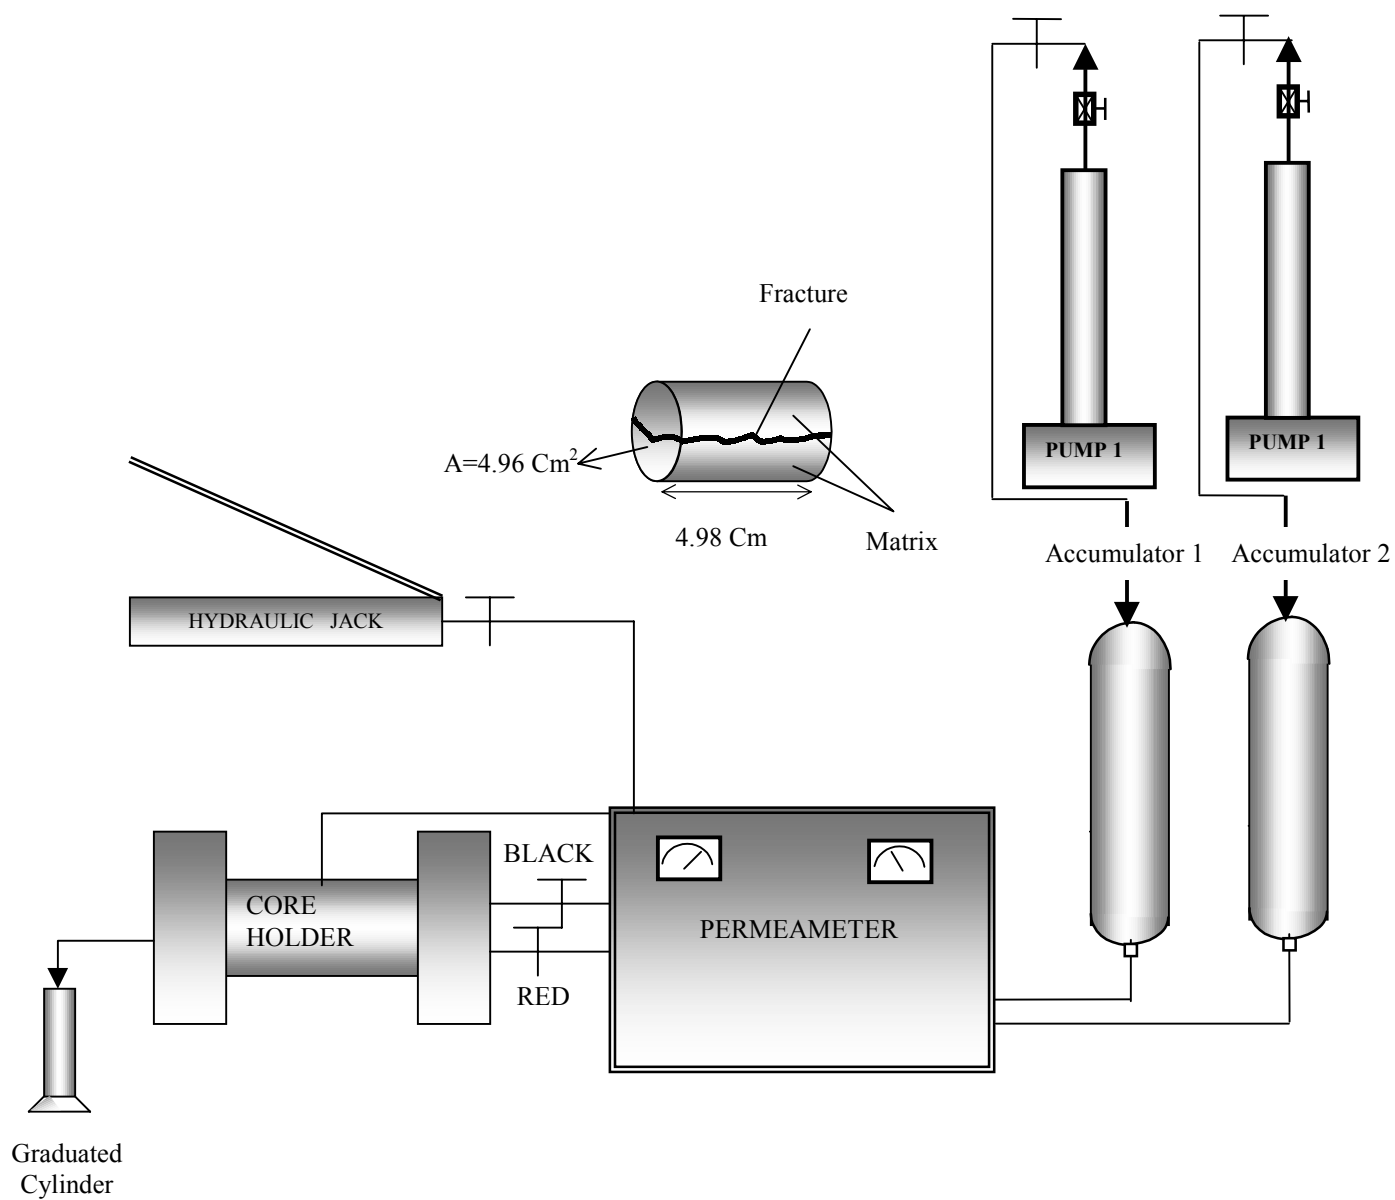 Fracture
PUMP 1
PUMP 1
A=4.96 Cm²
4.98 Cm
Matrix
Accumulator 1
Accumulator 2
HYDRAULIC JACK
BLACK
CORE
HOLDER
PERMEAMETER
RED
Graduated
Cylinder